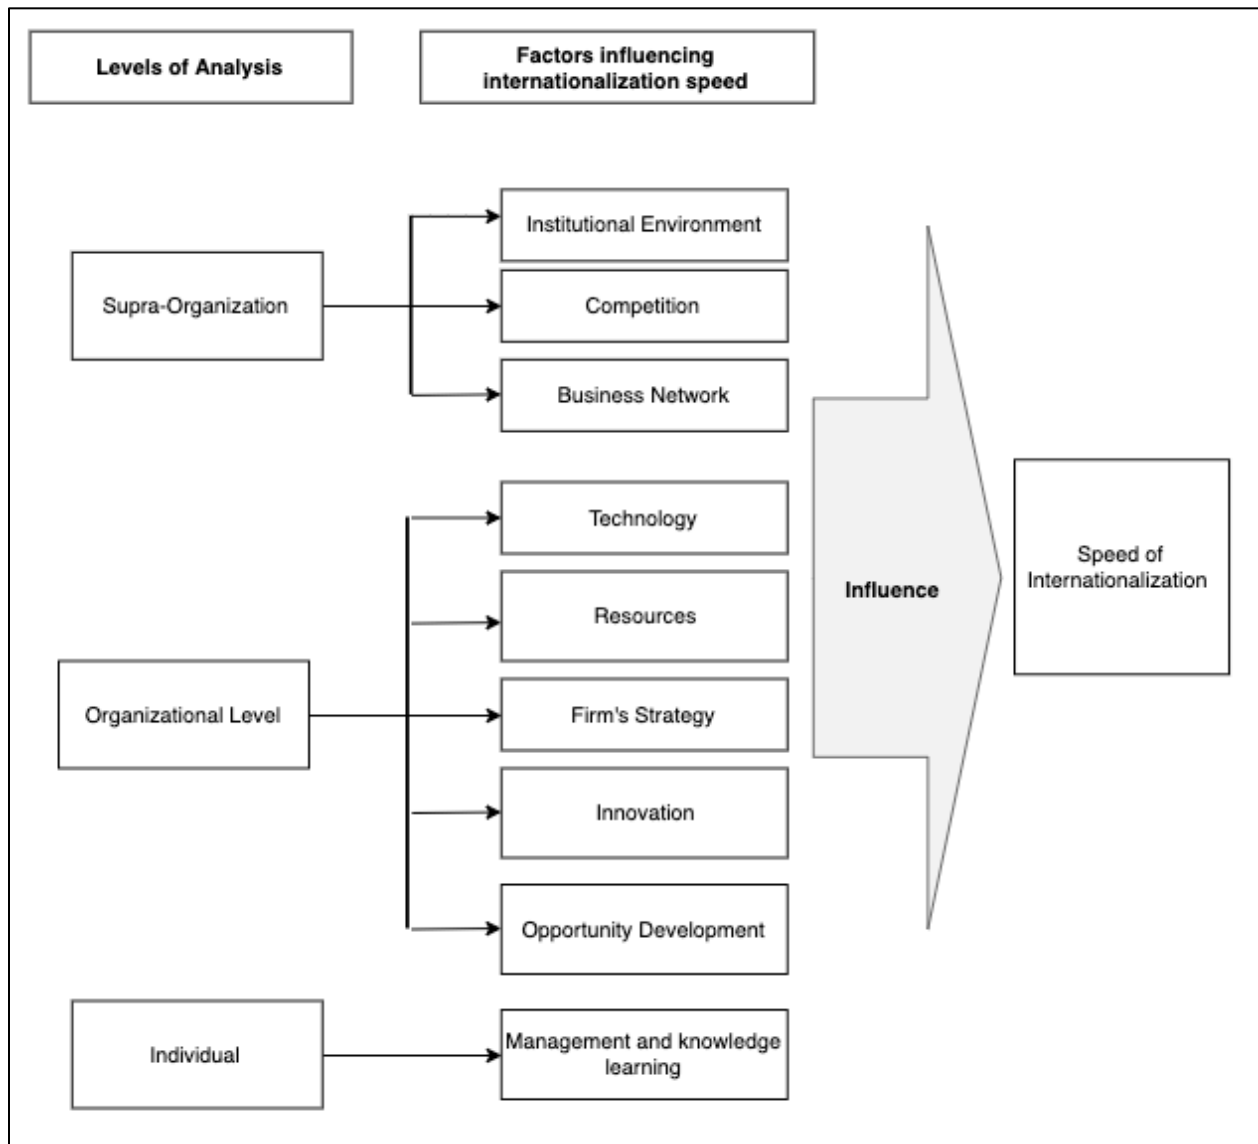 Levels of Analysis
Factors influencing
internationalization speed
Supra-Organization
Institutional Environment
Competition
Business Network
Organizational Level
Technology
Resources
Firm's Strategy
Innovation
Opportunity Development
Individual
Management and knowledge
learning
Influence
Speed of
Internationalization